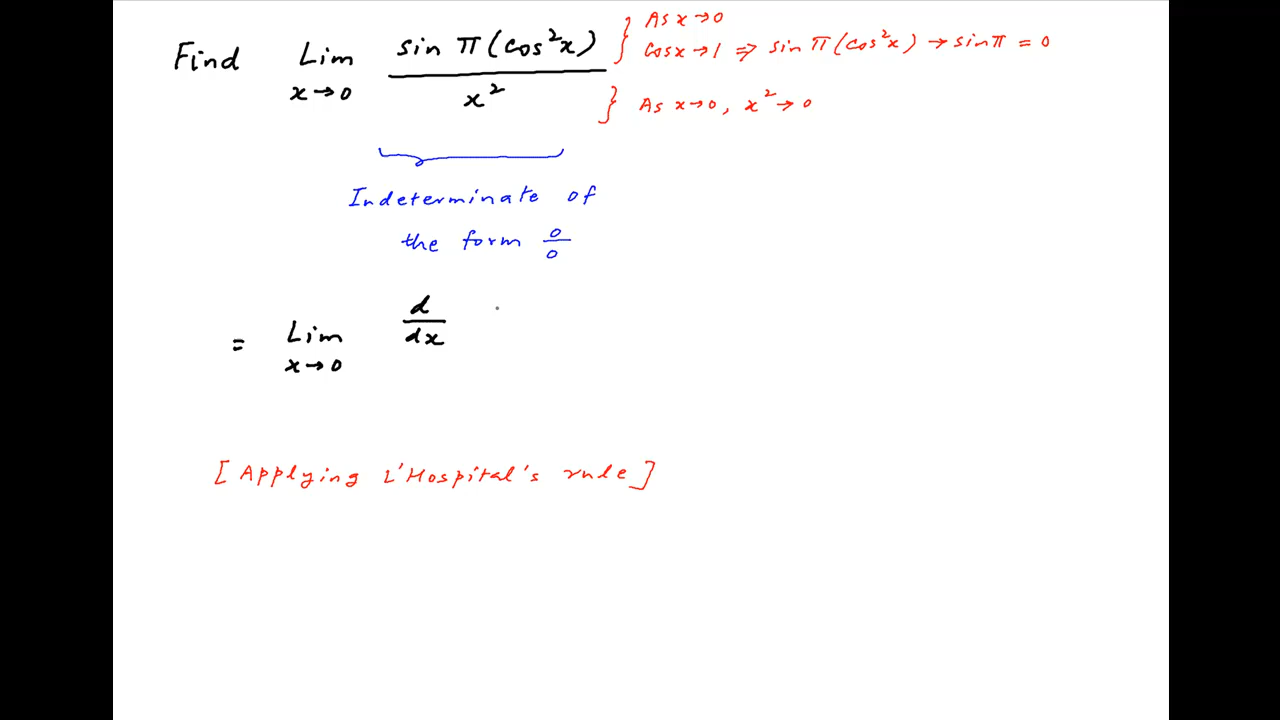 Find Lim x→0 sin π(cos²x) / x²
} As x→0
cosx→1 ⇒ sin π(cos²x) → sinπ = 0
} As x→0, x²→0
Indeterminate of
the form 0/0
= Lim x→0 d/dx
[Applying L'Hospital's rule]